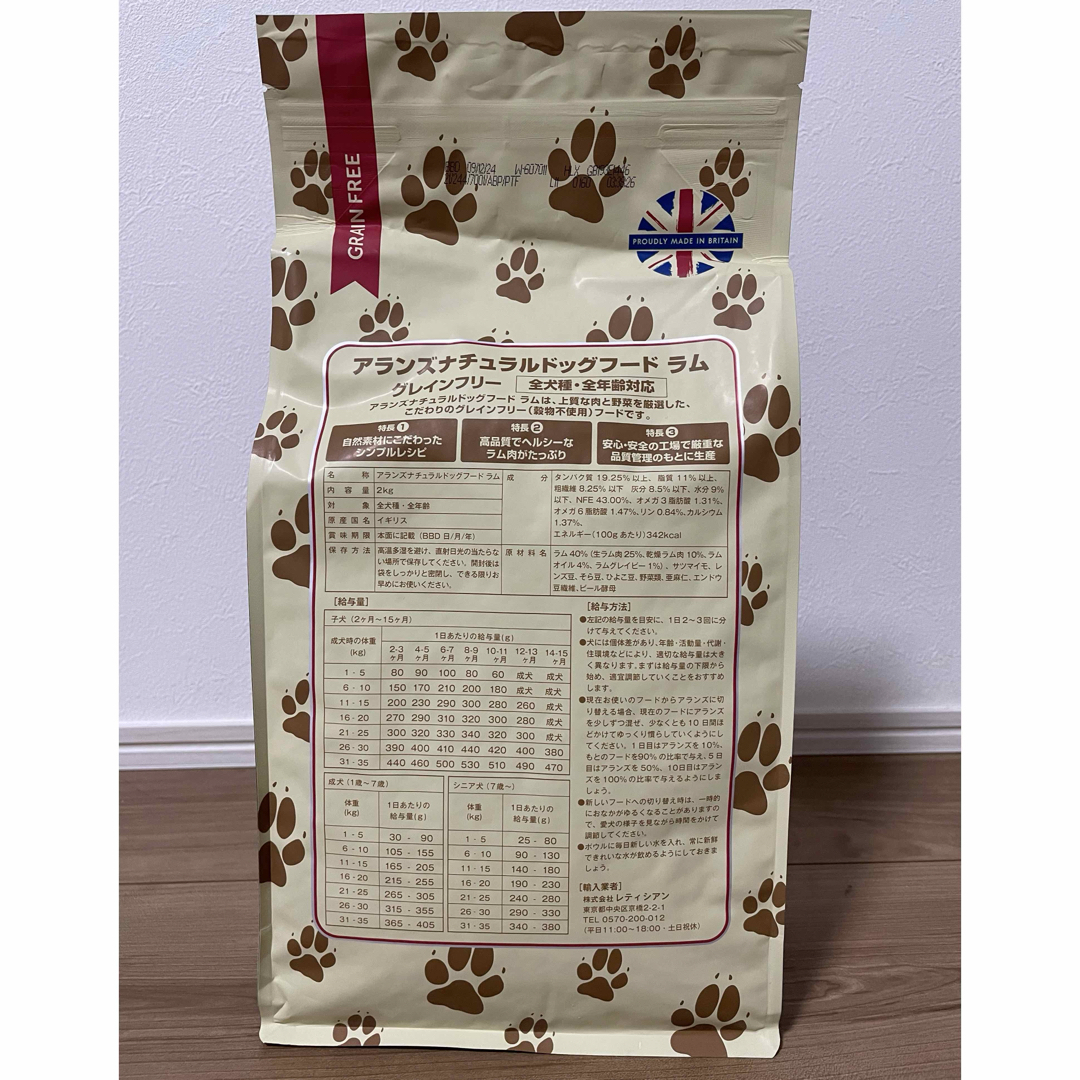 GRAIN FREE
BBD 09/12/24 W-607011 HLX GB193E
PROUDLY MADE IN BRITAIN
アランズナチュラルドッグフード ラム
グレインフリー 全犬種・全年齢対応
アランズナチュラルドッグフード ラムは、上質な肉と野菜を厳選した、
こだわりのグレインフリー(穀物不使用)フードです。
特長1
自然素材にこだわった
シンプルレシピ
特長2
高品質でヘルシーな
ラム肉がたっぷり
特長3
安心・安全の工場で厳重な
品質管理のもとに生産
名称 アランズナチュラルドッグフード ラム
内容量 2kg
対象 全犬種・全年齢
原産国名 イギリス
賞味期限 本面に記載(BBD 日/月/年)
保存方法 高温多湿を避け、直射日光の当たらな
い場所で保存してください。開封後は
袋をしっかりと密閉し、できる限りお
早めにお使いください。
成分 タンパク質 19.25%以上、脂質 11%以上、
粗繊維 8.25%以下 灰分 8.5%以下、水分 9%
以下、NFE 43.00%、オメガ3脂肪酸 1.31%、
オメガ6脂肪酸 1.47%、リン0.84%、カルシウム
1.37%、
エネルギー(100gあたり)342kcal
原材料名 ラム 40%(生ラム肉 25%、乾燥ラム肉 10%、ラム
オイル 4%、ラムグレイビー 1%)、サツマイモ、レ
ンズ豆、そら豆、ひよこ豆、野菜類、亜麻仁、エンドウ
豆繊維、ビール酵母
[給与量]
子犬(2ヶ月〜15ヶ月)
成犬時の体重(kg) 1日あたりの給与量(g)
2-3ヶ月 4-5ヶ月 6-7ヶ月 8-9ヶ月 10-11ヶ月 12-13ヶ月 14-15ヶ月
1 - 5 80 90 100 80 60 成犬 成犬
6 - 10 150 170 210 200 180 成犬 成犬
11 - 15 200 230 290 300 280 260 成犬
16 - 20 270 290 310 320 300 280 成犬
21 - 25 300 320 330 340 320 300 成犬
26 - 30 390 400 410 440 420 400 380
31 - 35 440 460 500 530 510 490 470
成犬(1歳〜7歳)
体重(kg) 1日あたりの給与量(g)
1 - 5 30 - 90
6 - 10 105 - 155
11 - 15 165 - 205
16 - 20 215 - 255
21 - 25 265 - 305
26 - 30 315 - 355
31 - 35 365 - 405
シニア犬(7歳〜)
体重(kg) 1日あたりの給与量(g)
1 - 5 25 - 80
6 - 10 90 - 130
11 - 15 140 - 180
16 - 20 190 - 230
21 - 25 240 - 280
26 - 30 290 - 330
31 - 35 340 - 380
[給与方法]
●左記の給与量を目安に、1日2〜3回に分
けて与えてください。
●犬には個体差があり、年齢・活動量・代謝・
住環境などにより、適切な給与量は大き
く異なります。まずは給与量の下限から
始め、適宜調節していくことをおすすめ
します。
●現在お使いのフードからアランズに切
り替える場合、現在のフードにアランズ
を少しずつ混ぜ、少なくとも10日間ほ
どかけてゆっくり慣らしていくようにし
てください。1日目はアランズを10%、
もとのフードを90%の比率で与え、5日
目はアランズを50%、10日目はアラン
ズを100%の比率で与えるようにしま
しょう。
●新しいフードへの切り替え時は、一時的
におなかがゆるくなることがありますの
で、愛犬の様子を見ながら時間をかけて
調節してください。
●ボウルに毎日新しい水を入れ、常に新鮮
できれいな水が飲めるようにしておきま
しょう。
[輸入業者]
株式会社レティシアン
東京都中央区京橋2-2-1
TEL 0570-200-012
(平日11:00〜18:00・土日祝休)